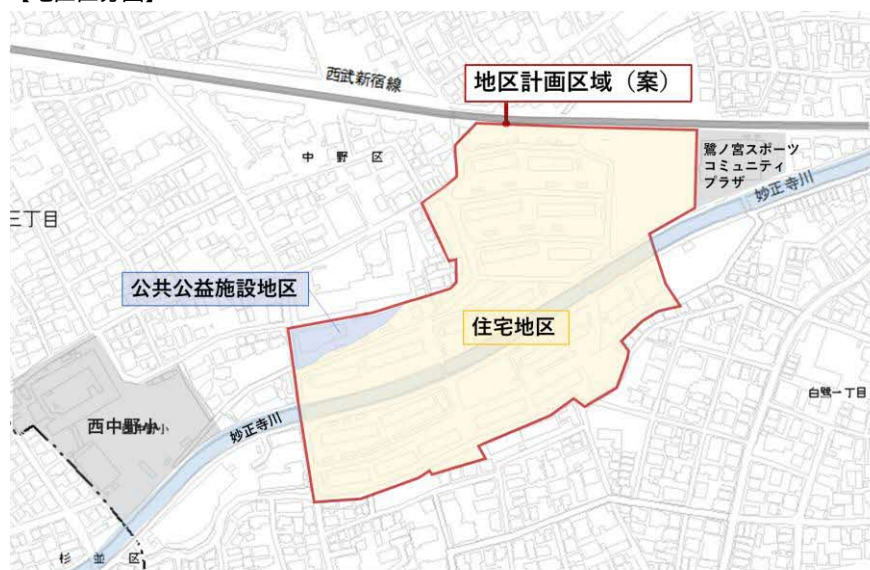 西武新宿線
地区計画区域（案）
中野区
鷺ノ宮スポーツ
コミュニティ
プラザ
妙正寺川
三丁目
公共公益施設地区
住宅地区
白鷺一丁目
西中野小
妙正寺川
杉並区